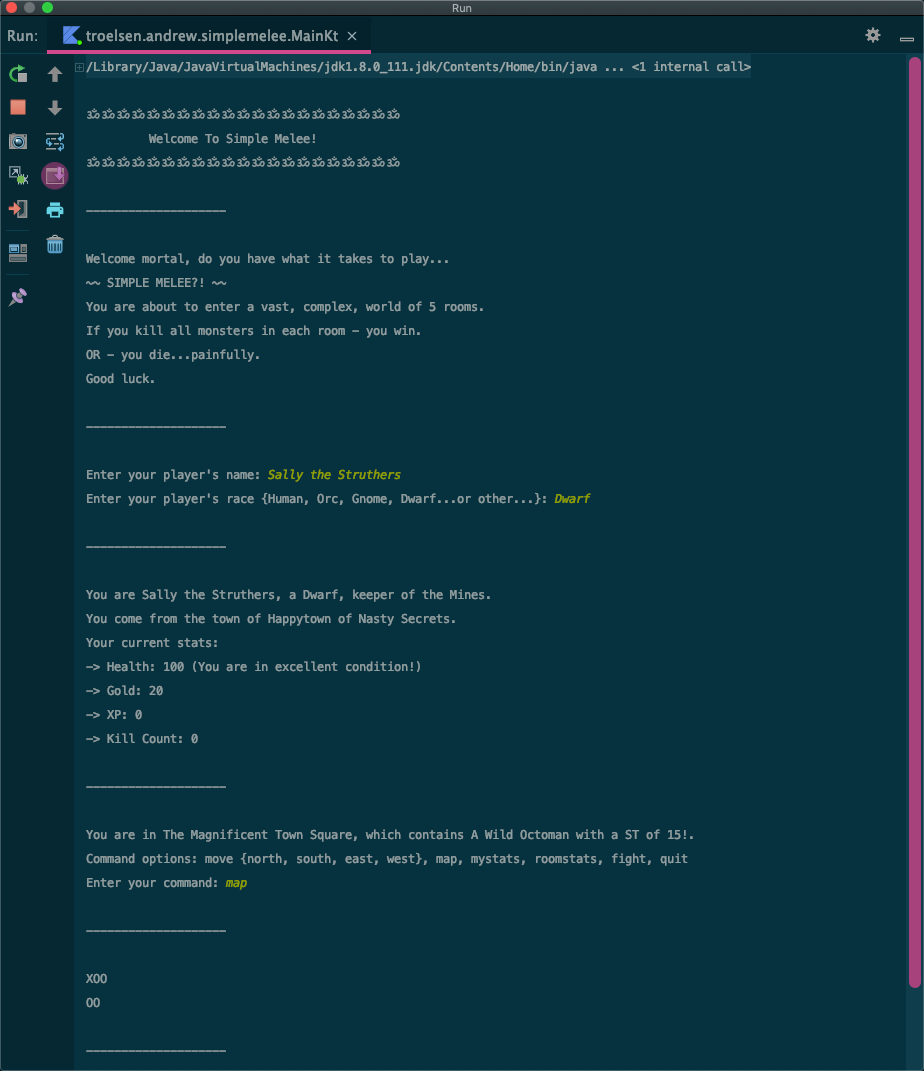 Run
Run: troelsen.andrew.simplemelee.MainKt
/Library/Java/JavaVirtualMachines/jdk1.8.0_111.jdk/Contents/Home/bin/java ... <1 internal call>
ॐॐॐॐॐॐॐॐॐॐॐॐॐॐॐॐॐॐॐॐॐ
Welcome To Simple Melee!
ॐॐॐॐॐॐॐॐॐॐॐॐॐॐॐॐॐॐॐॐॐ
____________________
Welcome mortal, do you have what it takes to play...
~~ SIMPLE MELEE?! ~~
You are about to enter a vast, complex, world of 5 rooms.
If you kill all monsters in each room - you win.
OR - you die...painfully.
Good luck.
____________________
Enter your player's name: Sally the Struthers
Enter your player's race {Human, Orc, Gnome, Dwarf...or other...}: Dwarf
____________________
You are Sally the Struthers, a Dwarf, keeper of the Mines.
You come from the town of Happytown of Nasty Secrets.
Your current stats:
-> Health: 100 (You are in excellent condition!)
-> Gold: 20
-> XP: 0
-> Kill Count: 0
____________________
You are in The Magnificent Town Square, which contains A Wild Octoman with a ST of 15!.
Command options: move {north, south, east, west}, map, mystats, roomstats, fight, quit
Enter your command: map
____________________
XOO
OO
____________________